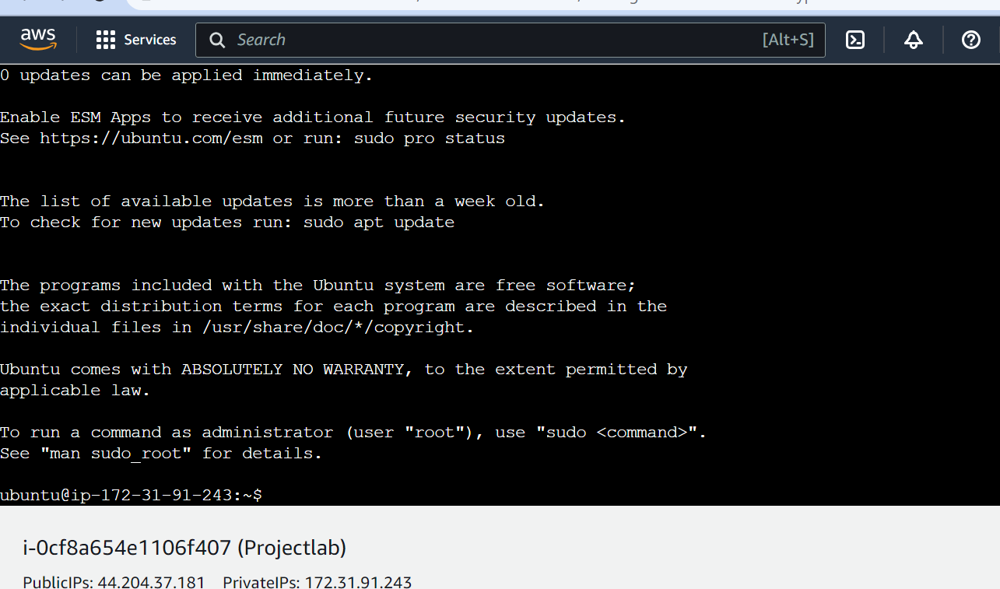 aws
Services
Search
[Alt+S]
0 updates can be applied immediately.
Enable ESM Apps to receive additional future security updates.
See https://ubuntu.com/esm or run: sudo pro status
The list of available updates is more than a week old.
To check for new updates run: sudo apt update
The programs included with the Ubuntu system are free software;
the exact distribution terms for each program are described in the
individual files in /usr/share/doc/*/copyright.
Ubuntu comes with ABSOLUTELY NO WARRANTY, to the extent permitted by
applicable law.
To run a command as administrator (user "root"), use "sudo <command>".
See "man sudo_root" for details.
ubuntu@ip-172-31-91-243:~$
i-0cf8a654e1106f407 (Projectlab)
PublicIPs: 44.204.37.181 PrivateIPs: 172.31.91.243